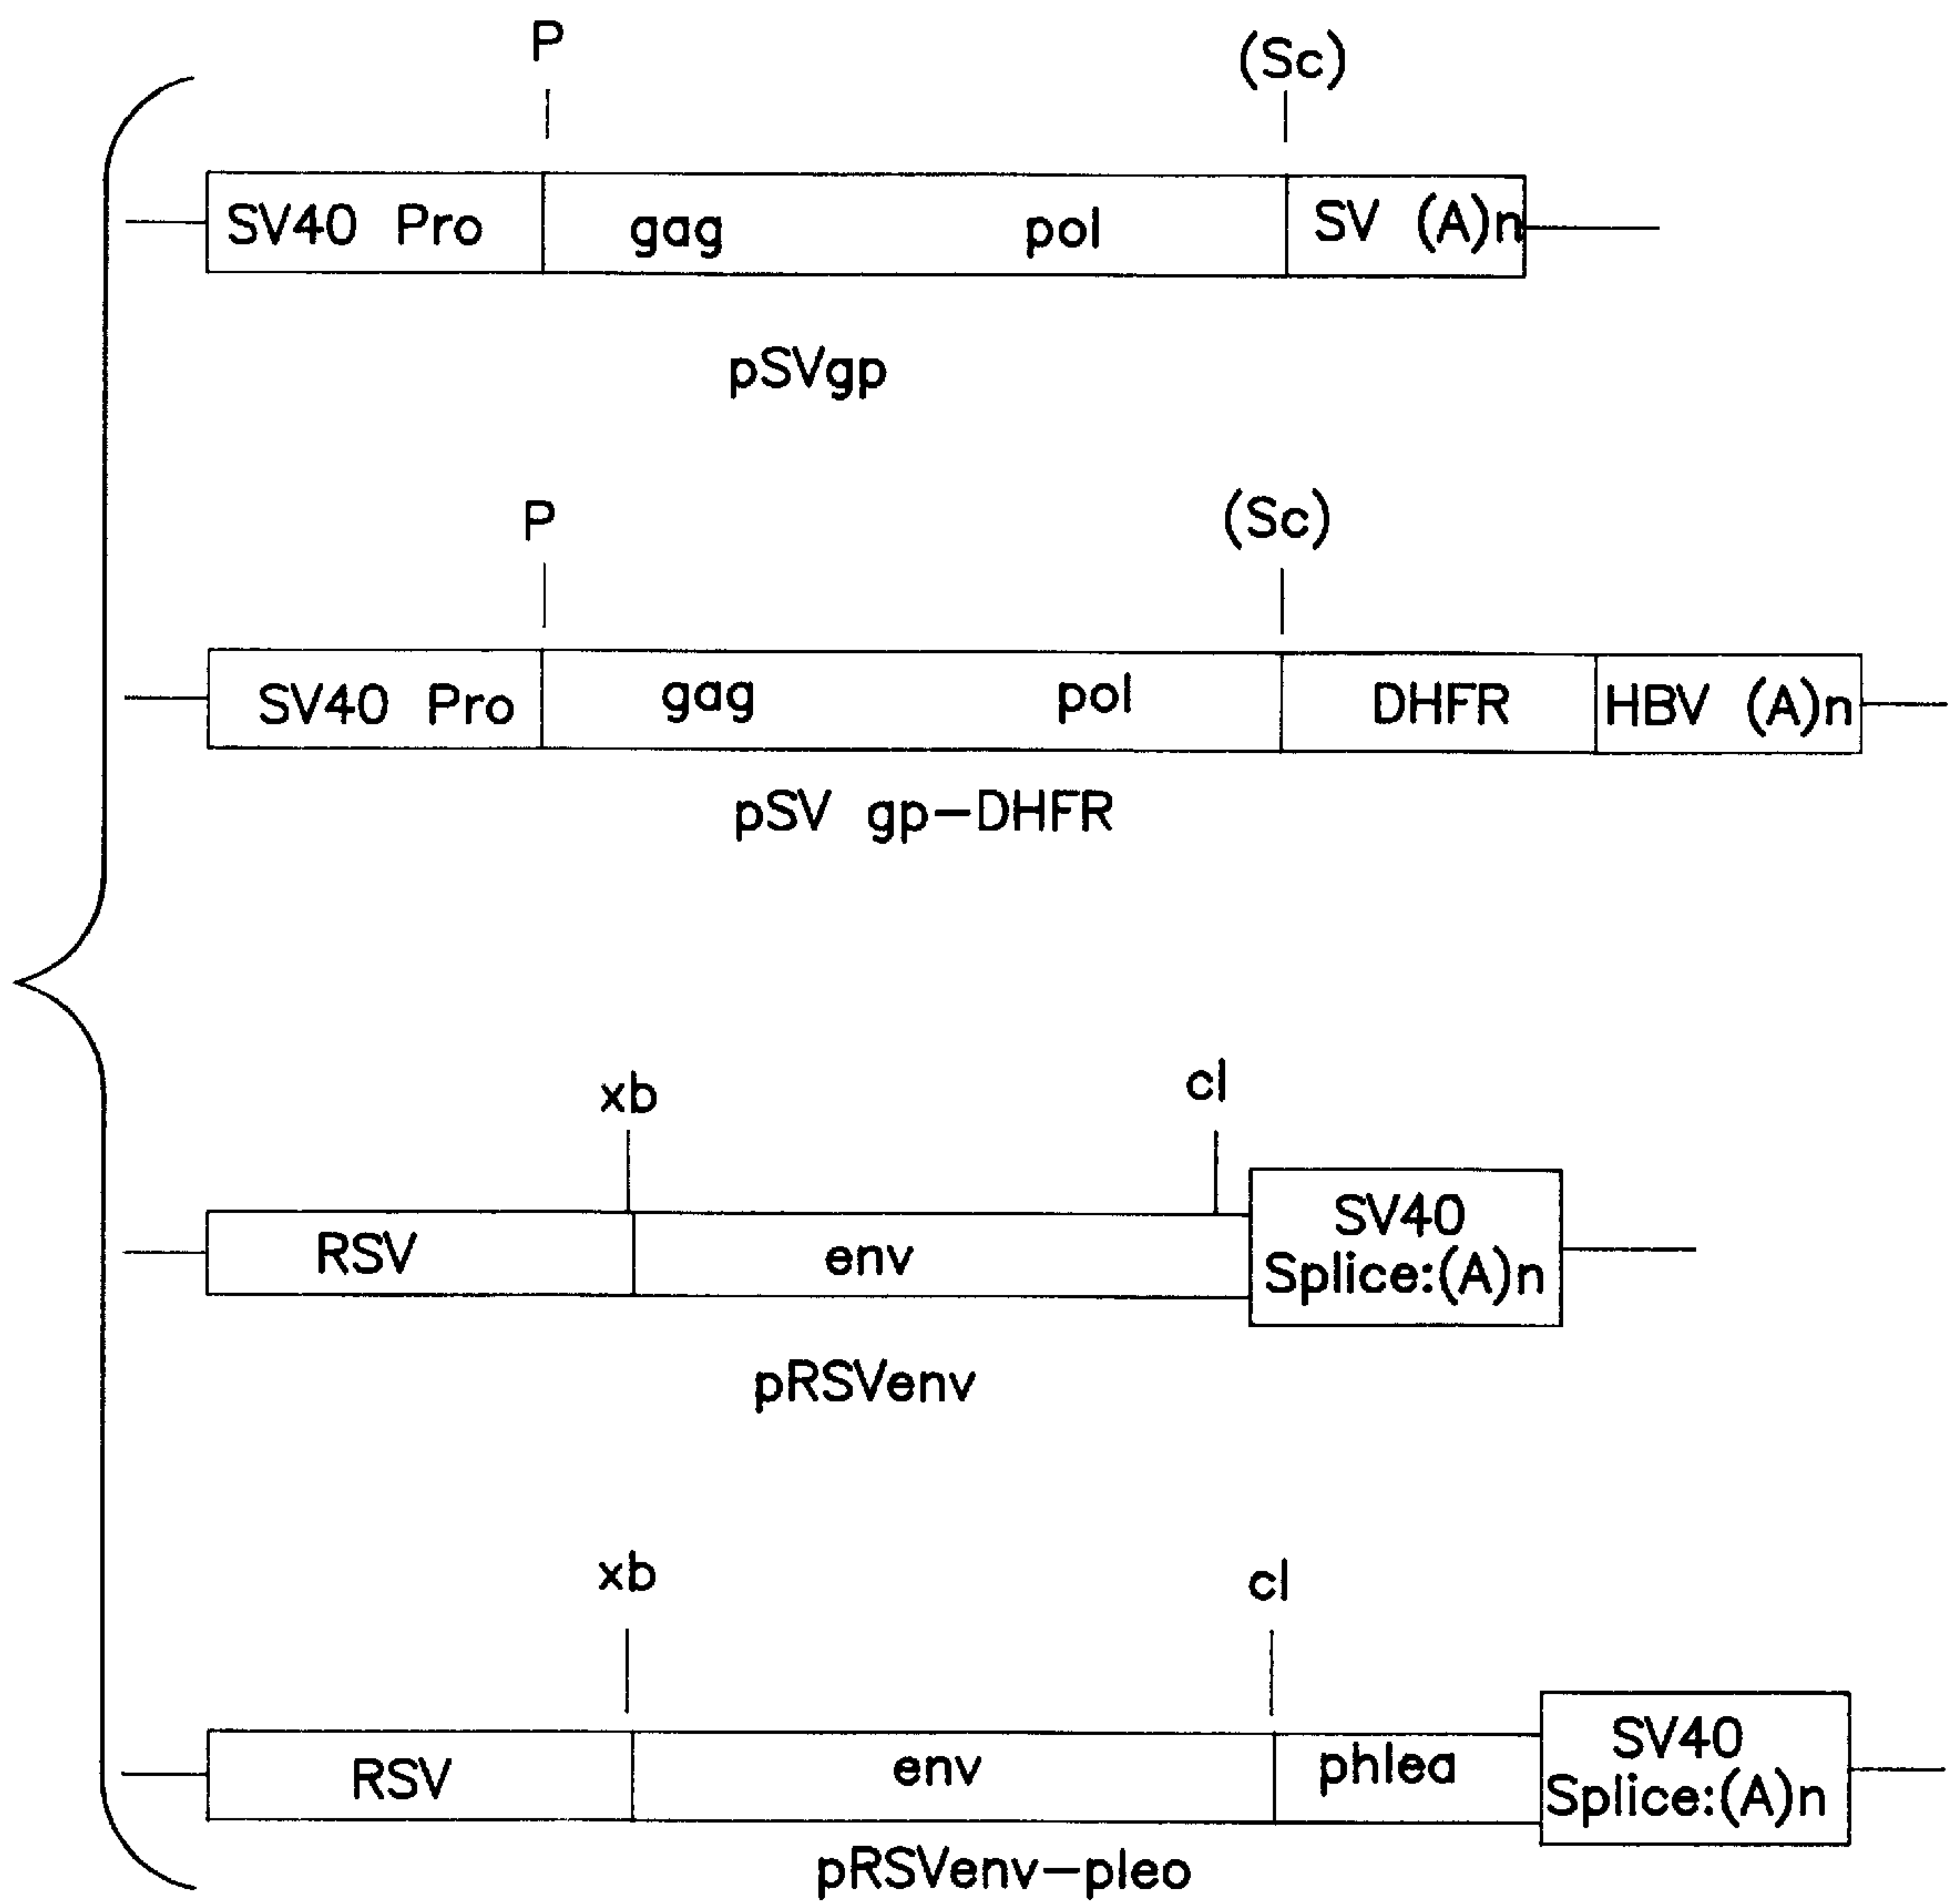 P (Sc)
SV40 Pro gag pol SV (A)n
pSVgp
P (Sc)
SV40 Pro gag pol DHFR HBV (A)n
pSV gp-DHFR
xb cl
RSV env SV40
Splice:(A)n
pRSVenv
xb cl
RSV env phlea SV40
Splice:(A)n
pRSVenv-pleo